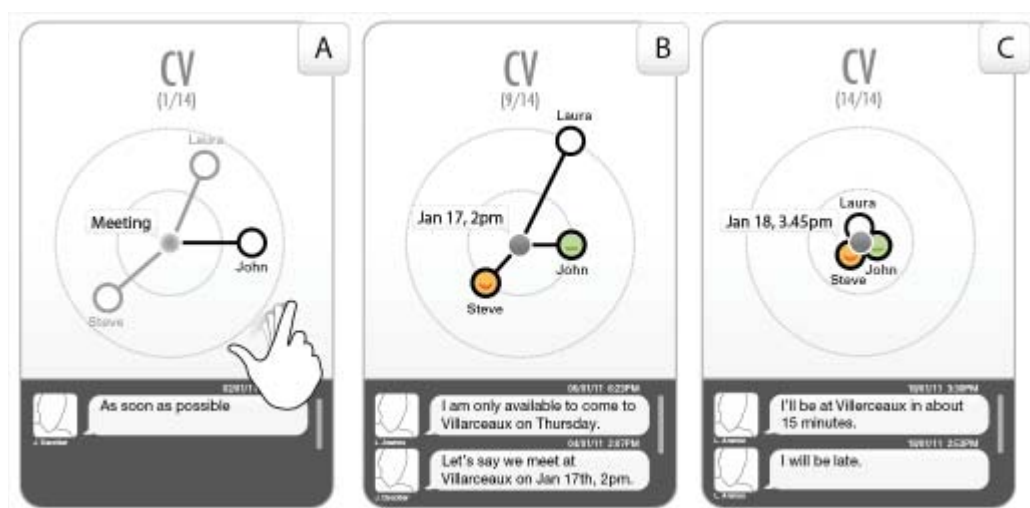 A
CV
(1/14)
Laura
Meeting
John
Steve
As soon as possible
B
CV
(9/14)
Laura
Jan 17, 2pm
John
Steve
06/01/11 6:23PM
I am only available to come to
Villarceaux on Thursday.
04/01/11 2:07PM
Let's say we meet at
Villarceaux on Jan 17th, 2pm.
C
CV
(14/14)
Laura
Jan 18, 3.45pm
John
Steve
18/01/11 3:30PM
I'll be at Villerceaux in about
15 minutes.
18/01/11 2:53PM
I will be late.